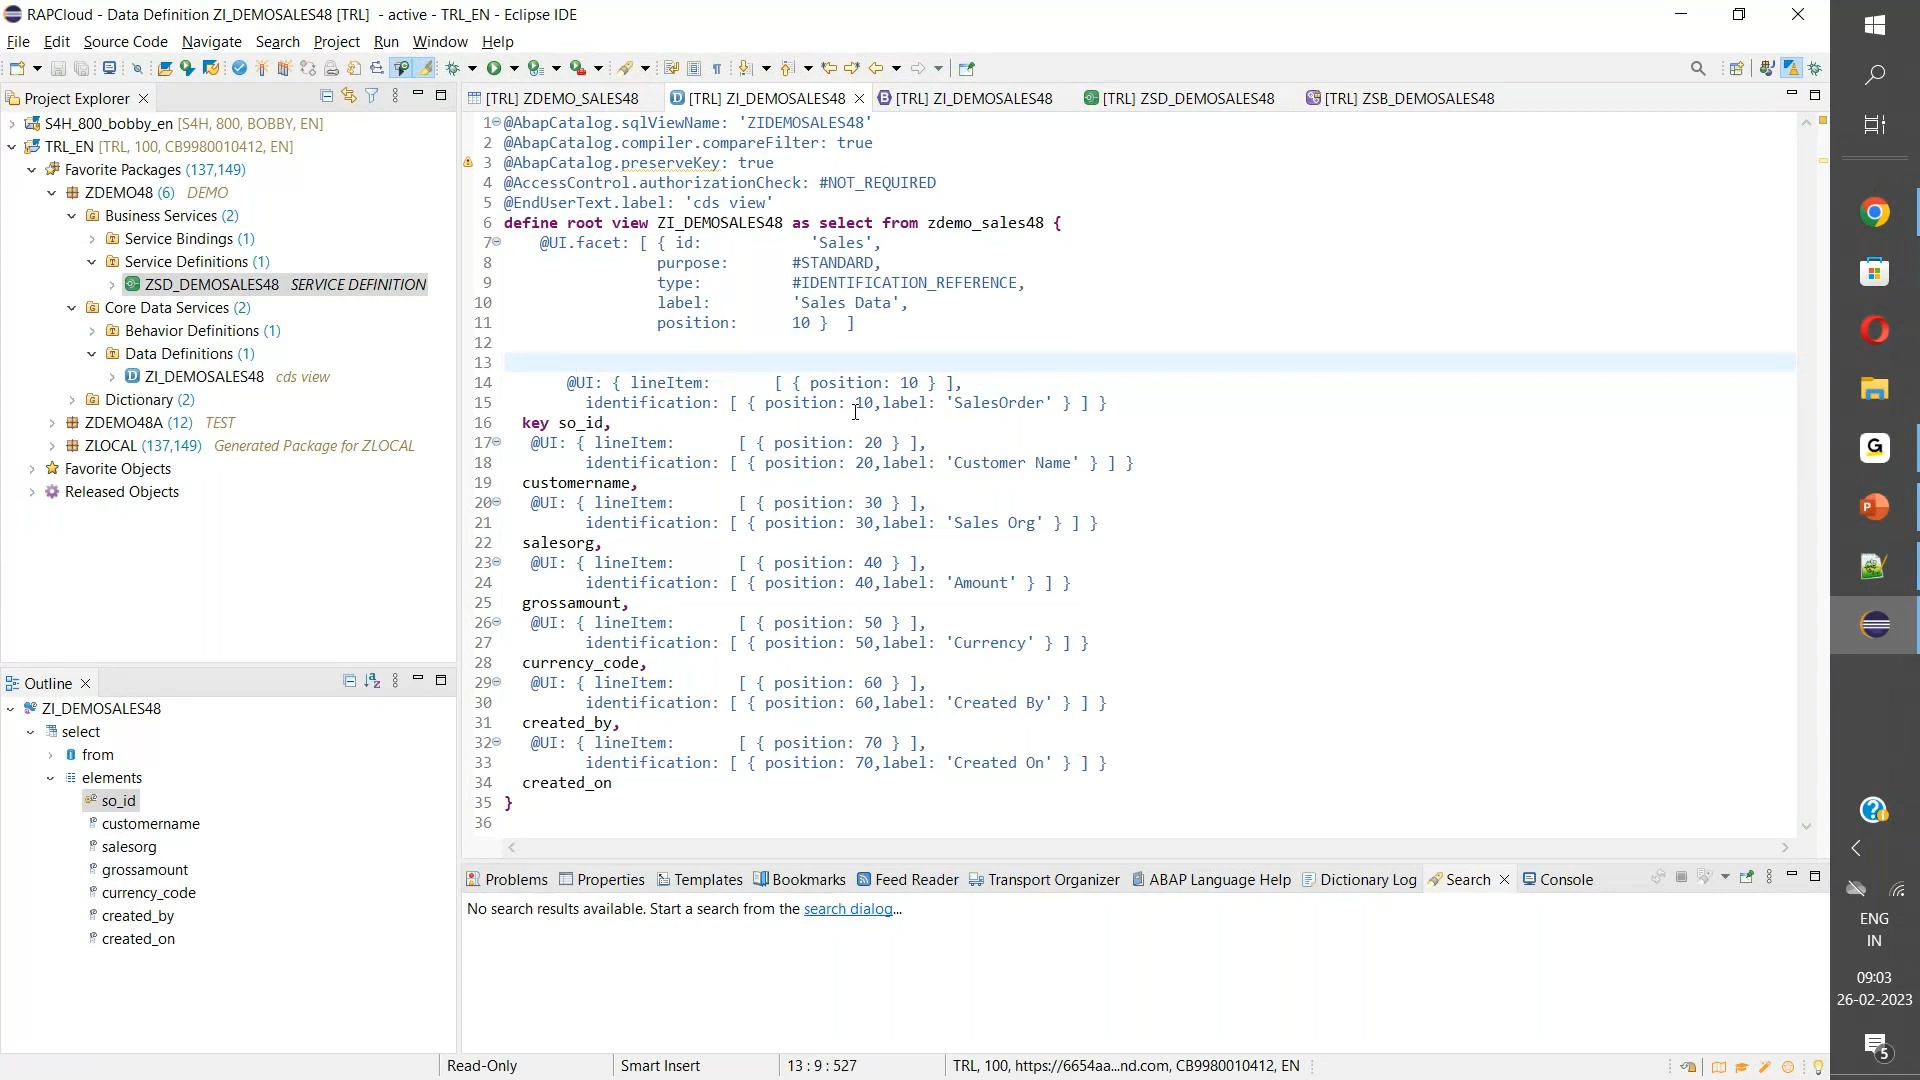 RAPCloud - Data Definition ZI_DEMOSALES48 [TRL] - active - TRL_EN - Eclipse IDE
File Edit Source Code Navigate Search Project Run Window Help
Project Explorer
S4H_800_bobby_en [S4H, 800, BOBBY, EN]
TRL_EN [TRL, 100, CB9980010412, EN]
Favorite Packages (137,149)
ZDEMO48 (6) DEMO
Business Services (2)
Service Bindings (1)
Service Definitions (1)
ZSD_DEMOSALES48 SERVICE DEFINITION
Core Data Services (2)
Behavior Definitions (1)
Data Definitions (1)
ZI_DEMOSALES48 cds view
Dictionary (2)
ZDEMO48A (12) TEST
ZLOCAL (137,149) Generated Package for ZLOCAL
Favorite Objects
Released Objects
Outline
ZI_DEMOSALES48
select
from
elements
so_id
customername
salesorg
grossamount
currency_code
created_by
created_on
[TRL] ZDEMO_SALES48 [TRL] ZI_DEMOSALES48 [TRL] ZI_DEMOSALES48 [TRL] ZSD_DEMOSALES48 [TRL] ZSB_DEMOSALES48
1 @AbapCatalog.sqlViewName: 'ZIDEMOSALES48'
2 @AbapCatalog.compiler.compareFilter: true
3 @AbapCatalog.preserveKey: true
4 @AccessControl.authorizationCheck: #NOT_REQUIRED
5 @EndUserText.label: 'cds view'
6 define root view ZI_DEMOSALES48 as select from zdemo_sales48 {
7 @UI.facet: [ { id: 'Sales',
8 purpose: #STANDARD,
9 type: #IDENTIFICATION_REFERENCE,
10 label: 'Sales Data',
11 position: 10 } ]
12
13
14 @UI: { lineItem: [ { position: 10 } ],
15 identification: [ { position: 10,label: 'SalesOrder' } ] }
16 key so_id,
17 @UI: { lineItem: [ { position: 20 } ],
18 identification: [ { position: 20,label: 'Customer Name' } ] }
19 customername,
20 @UI: { lineItem: [ { position: 30 } ],
21 identification: [ { position: 30,label: 'Sales Org' } ] }
22 salesorg,
23 @UI: { lineItem: [ { position: 40 } ],
24 identification: [ { position: 40,label: 'Amount' } ] }
25 grossamount,
26 @UI: { lineItem: [ { position: 50 } ],
27 identification: [ { position: 50,label: 'Currency' } ] }
28 currency_code,
29 @UI: { lineItem: [ { position: 60 } ],
30 identification: [ { position: 60,label: 'Created By' } ] }
31 created_by,
32 @UI: { lineItem: [ { position: 70 } ],
33 identification: [ { position: 70,label: 'Created On' } ] }
34 created_on
35 }
36
Problems Properties Templates Bookmarks Feed Reader Transport Organizer ABAP Language Help Dictionary Log Search Console
No search results available. Start a search from the search dialog...
Read-Only Smart Insert 13 : 9 : 527 TRL, 100, https://6654aa...nd.com, CB9980010412, EN
G
P
ENG
IN
09:03
26-02-2023
5